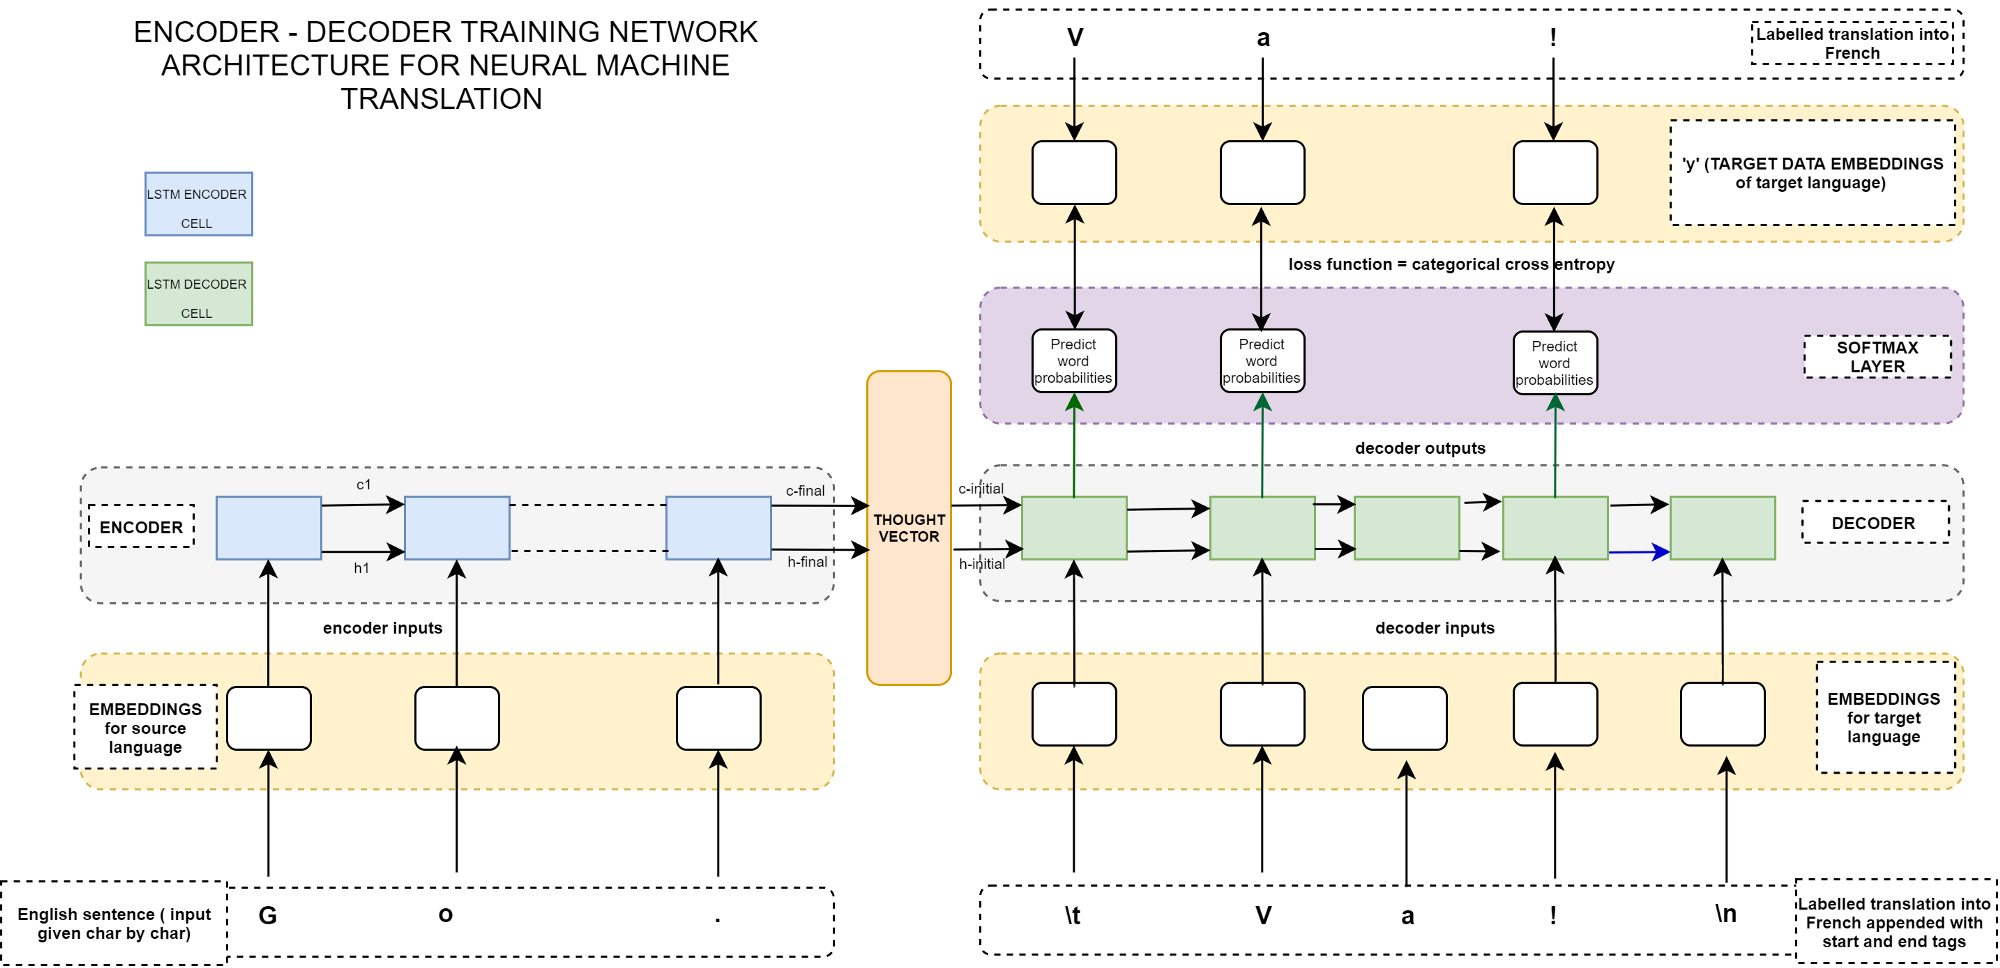 ENCODER - DECODER TRAINING NETWORK
ARCHITECTURE FOR NEURAL MACHINE
TRANSLATION
V
a
!
Labelled translation into
French
'y' (TARGET DATA EMBEDDINGS
of target language)
LSTM ENCODER
CELL
LSTM DECODER
CELL
loss function = categorical cross entropy
Predict
word
probabilities
Predict
word
probabilities
Predict
word
probabilities
SOFTMAX
LAYER
decoder outputs
ENCODER
c1
h1
c-final
h-final
THOUGHT
VECTOR
c-initial
h-initial
DECODER
encoder inputs
decoder inputs
EMBEDDINGS
for source
language
EMBEDDINGS
for target
language
English sentence ( input
given char by char)
G
o
.
\t
V
a
!
\n
Labelled translation into
French appended with
start and end tags